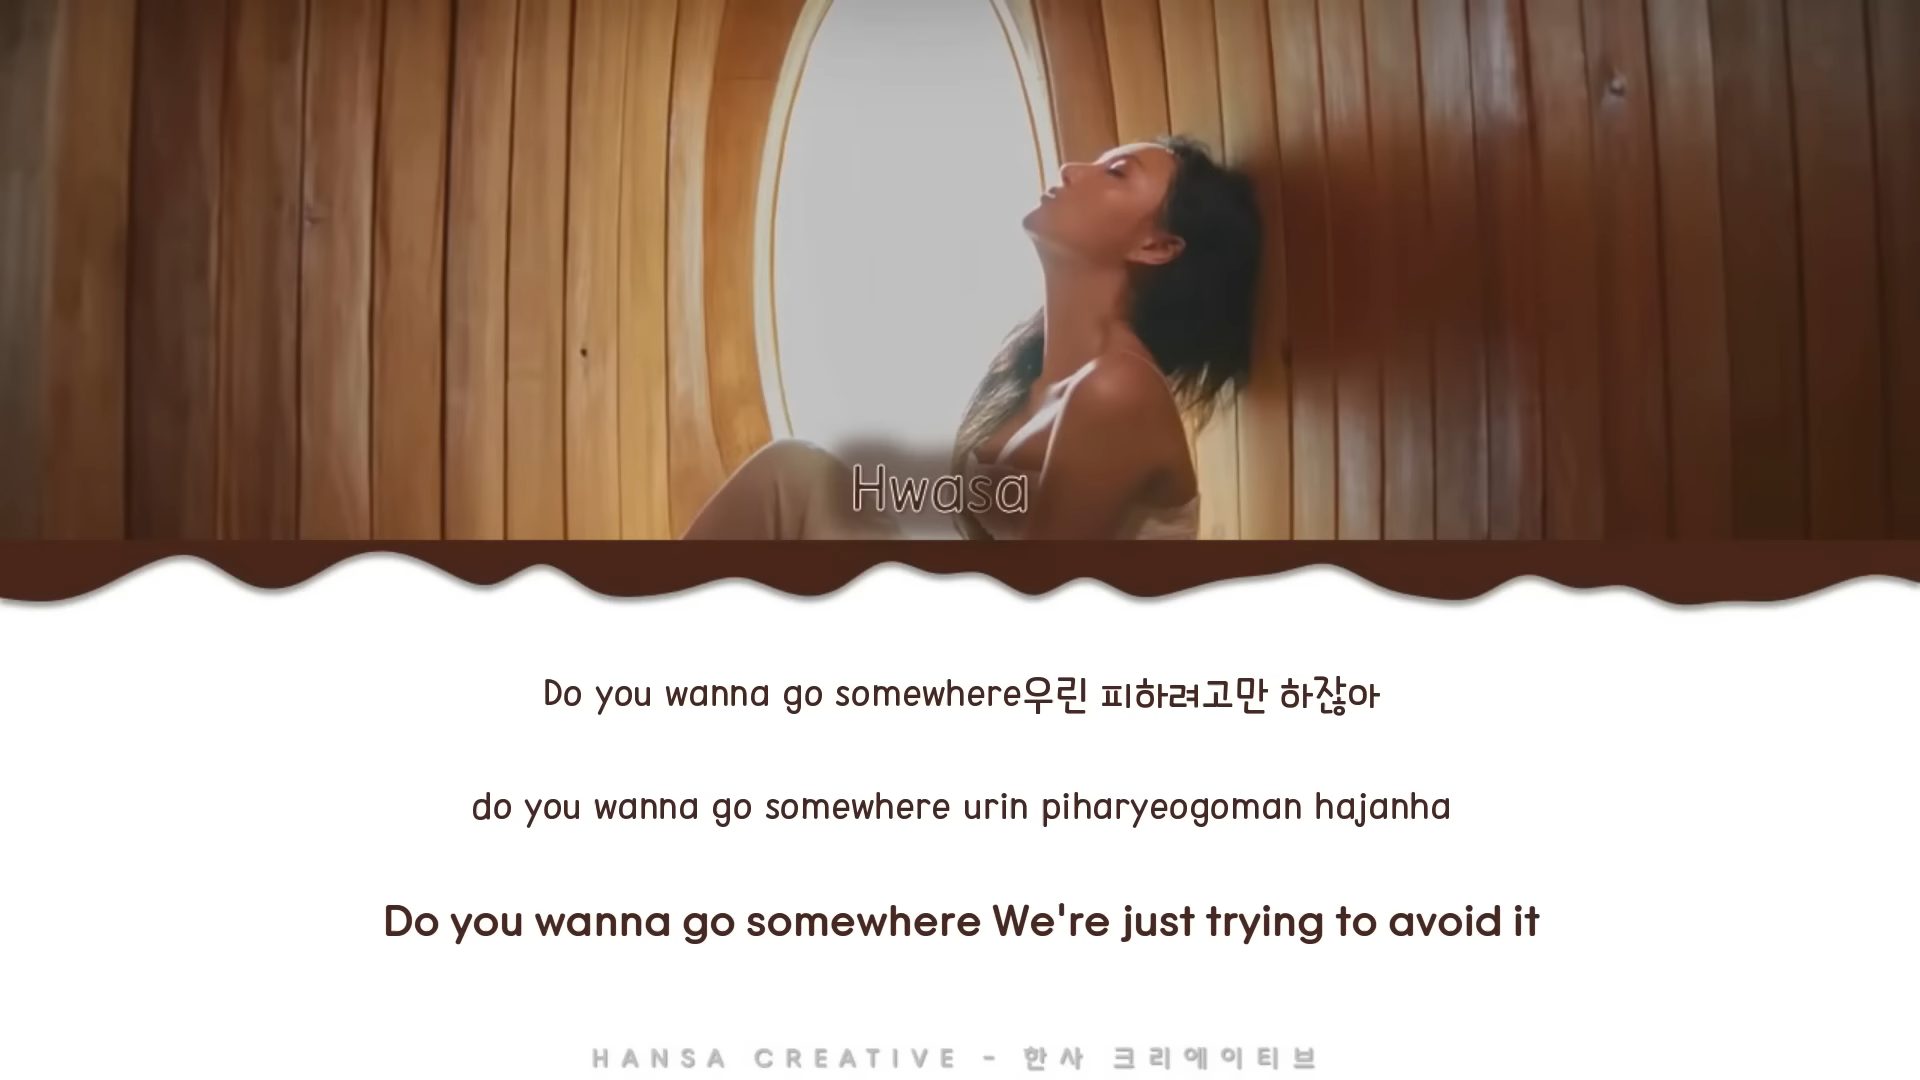 Hwasa
Do you wanna go somewhere우린 피하려고만 하잖아
do you wanna go somewhere urin piharyeogoman hajanha
Do you wanna go somewhere We're just trying to avoid it
HANSA CREATIVE - 한사 크리에이티브